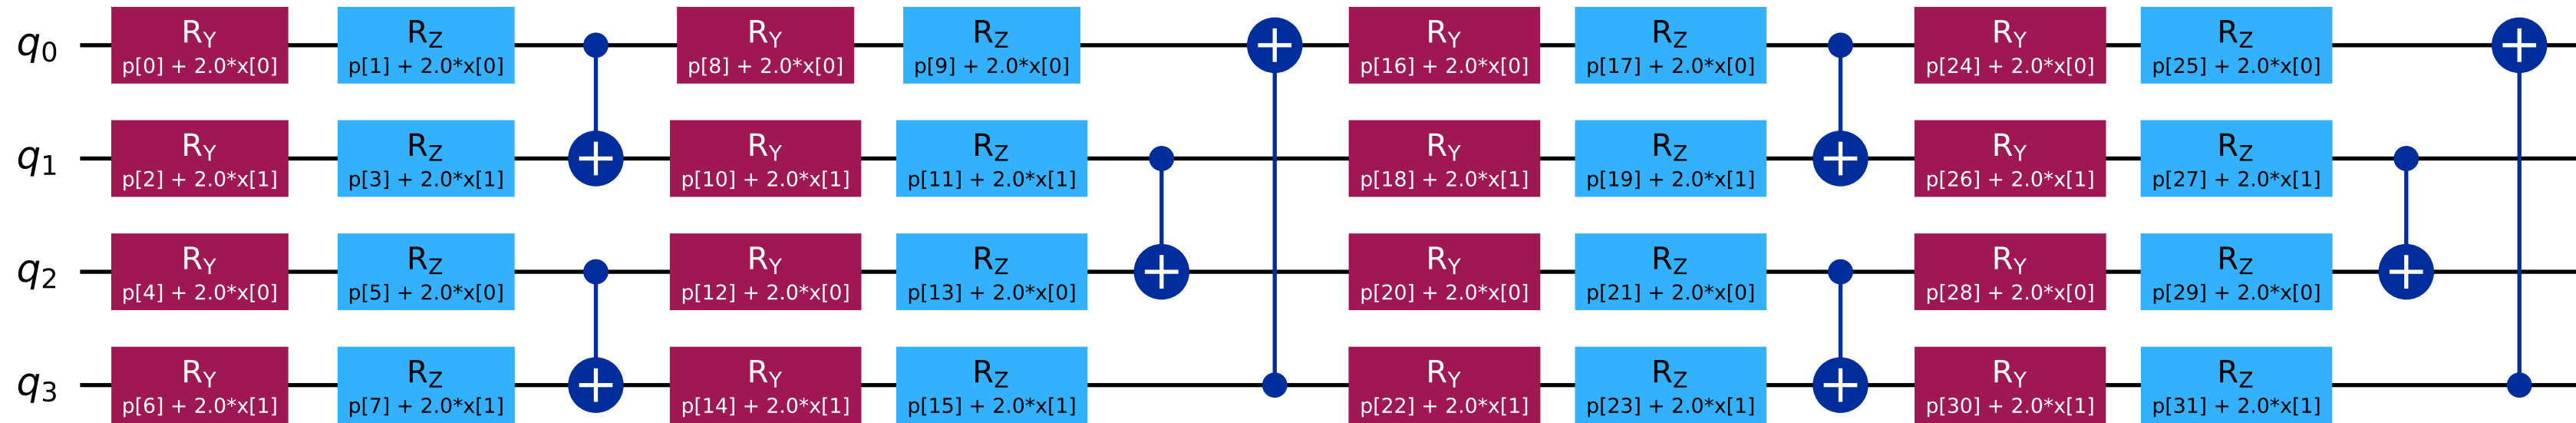 q0 RY RZ RY RZ RY RZ RY RZ
p[0] + 2.0*x[0] p[1] + 2.0*x[0] p[8] + 2.0*x[0] p[9] + 2.0*x[0] p[16] + 2.0*x[0] p[17] + 2.0*x[0] p[24] + 2.0*x[0] p[25] + 2.0*x[0]
q1 RY RZ RY RZ RY RZ RY RZ
p[2] + 2.0*x[1] p[3] + 2.0*x[1] p[10] + 2.0*x[1] p[11] + 2.0*x[1] p[18] + 2.0*x[1] p[19] + 2.0*x[1] p[26] + 2.0*x[1] p[27] + 2.0*x[1]
q2 RY RZ RY RZ RY RZ RY RZ
p[4] + 2.0*x[0] p[5] + 2.0*x[0] p[12] + 2.0*x[0] p[13] + 2.0*x[0] p[20] + 2.0*x[0] p[21] + 2.0*x[0] p[28] + 2.0*x[0] p[29] + 2.0*x[0]
q3 RY RZ RY RZ RY RZ RY RZ
p[6] + 2.0*x[1] p[7] + 2.0*x[1] p[14] + 2.0*x[1] p[15] + 2.0*x[1] p[22] + 2.0*x[1] p[23] + 2.0*x[1] p[30] + 2.0*x[1] p[31] + 2.0*x[1]